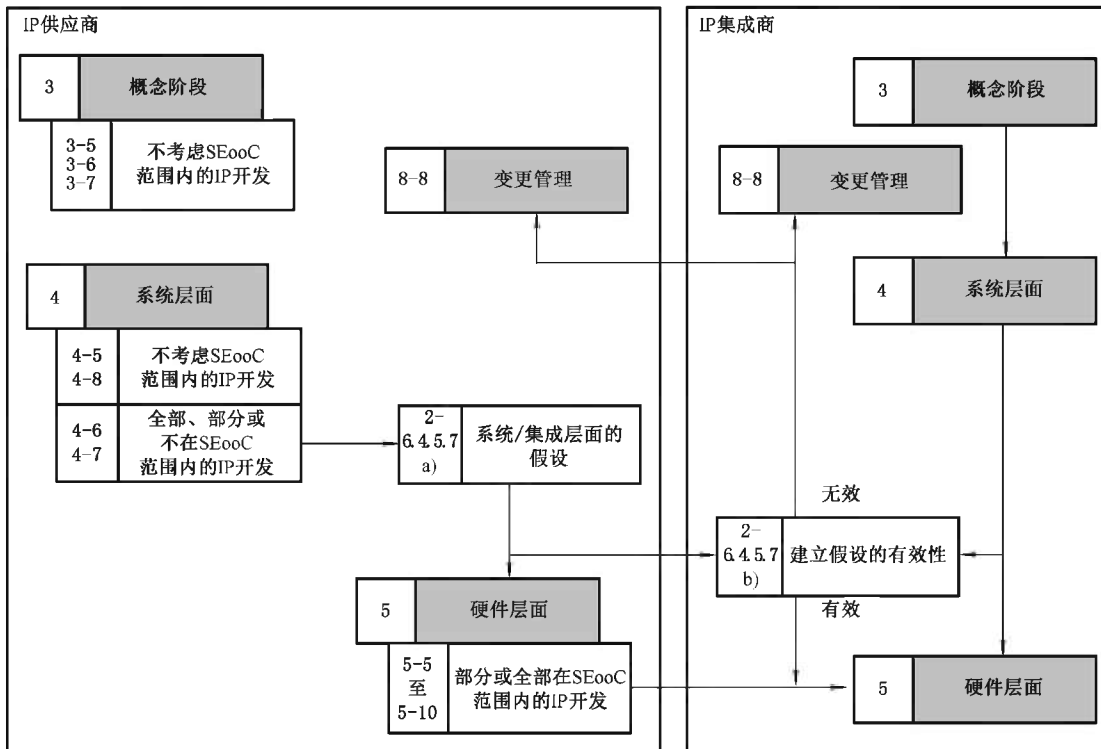 IP供应商
3
概念阶段
3-5
3-6
3-7
不考虑SEooC
范围内的IP开发
8-8
变更管理
4
系统层面
4-5
4-8
不考虑SEooC
范围内的IP开发
4-6
4-7
全部、部分或
不在SEooC
范围内的IP开发
2-
6.4.5.7
a)
系统/集成层面的
假设
5
硬件层面
5-5
至
5-10
部分或全部在SEooC
范围内的IP开发
IP集成商
3
概念阶段
8-8
变更管理
4
系统层面
无效
2-
6.4.5.7
b)
建立假设的有效性
有效
5
硬件层面